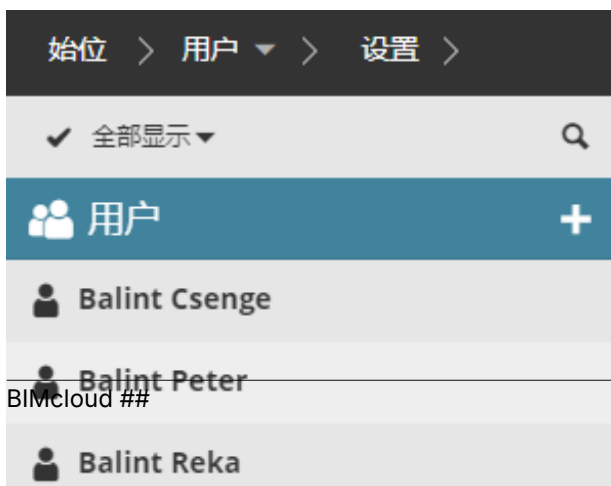 始位 > 用户 ▾ > 设置 >
✔ 全部显示▾
用户 +
Balint Csenge
Balint Peter
BIMcloud ##
Balint Reka